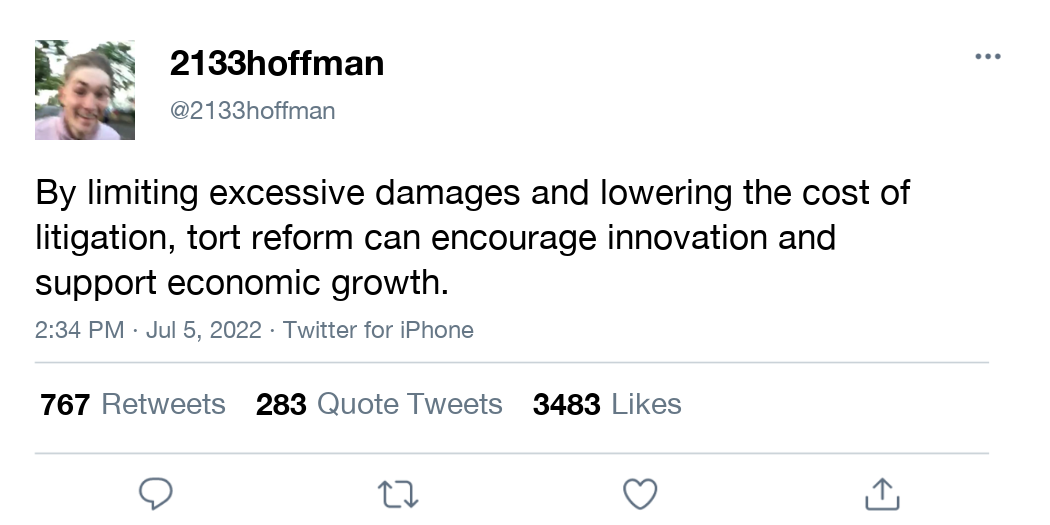 2133hoffman
@2133hoffman
By limiting excessive damages and lowering the cost of
litigation, tort reform can encourage innovation and
support economic growth.
2:34 PM · Jul 5, 2022 · Twitter for iPhone
767 Retweets 283 Quote Tweets 3483 Likes